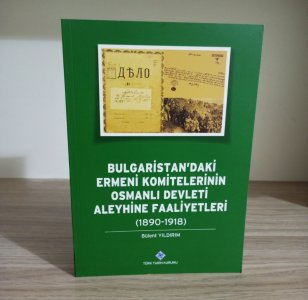 ДѢЛО
BULGARİSTAN'DAKİ
ERMENİ KOMİTELERİNİN
OSMANLI DEVLETİ
ALEYHİNE FAALİYETLERİ
(1890-1918)
Bülent YILDIRIM
TÜRK TARİH KURUMU